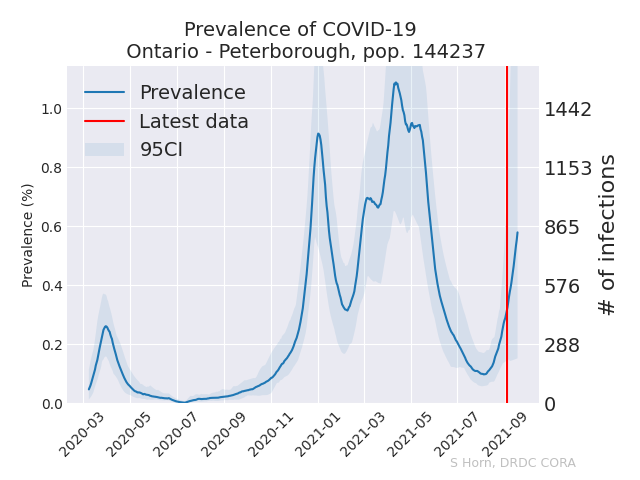 Prevalence of COVID-19
Ontario - Peterborough, pop. 144237
Prevalence
Latest data
95CI
Prevalence (%)
1.0
0.8
0.6
0.4
0.2
0.0
1442
1153
865
576
288
0
# of infections
2020-03
2020-05
2020-07
2020-09
2020-11
2021-01
2021-03
2021-05
2021-07
2021-09
S Horn, DRDC CORA